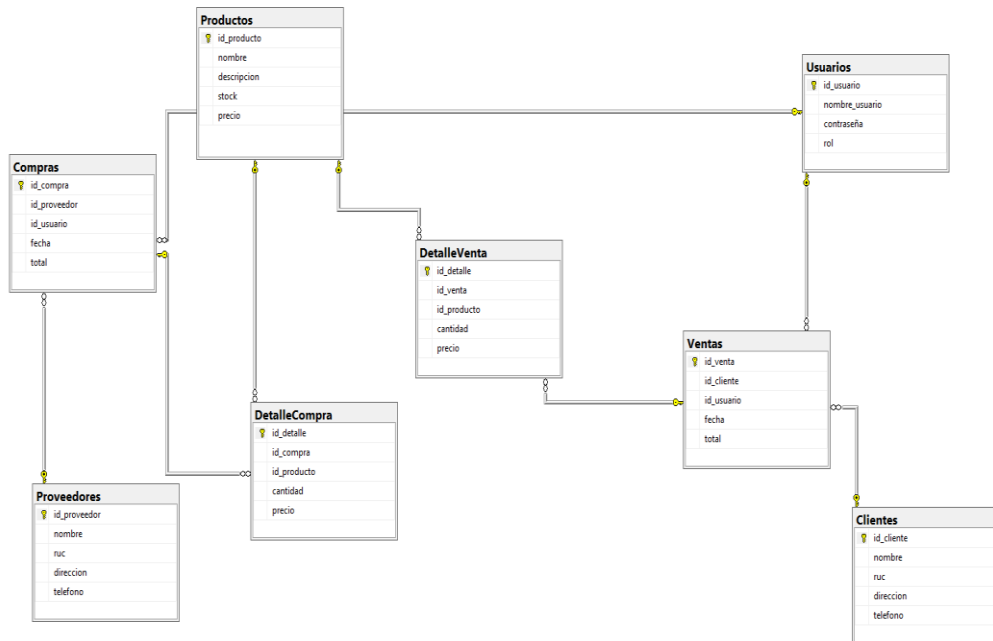 Productos
id_producto
nombre
descripcion
stock
precio
Usuarios
id_usuario
nombre_usuario
contraseña
rol
Compras
id_compra
id_proveedor
id_usuario
fecha
total
DetalleVenta
id_detalle
id_venta
id_producto
cantidad
precio
Ventas
id_venta
id_cliente
id_usuario
fecha
total
DetalleCompra
id_detalle
id_compra
id_producto
cantidad
precio
Proveedores
id_proveedor
nombre
ruc
direccion
telefono
Clientes
id_cliente
nombre
ruc
direccion
telefono